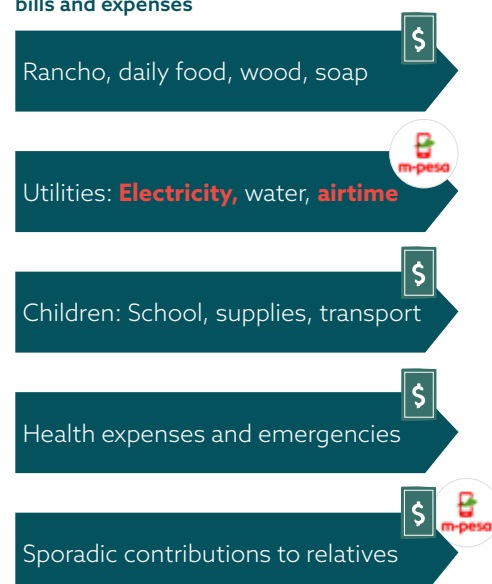 bills and expenses
$
Rancho, daily food, wood, soap
m-pesa
Utilities: Electricity, water, airtime
$
Children: School, supplies, transport
$
Health expenses and emergencies
$
m-pesa
Sporadic contributions to relatives